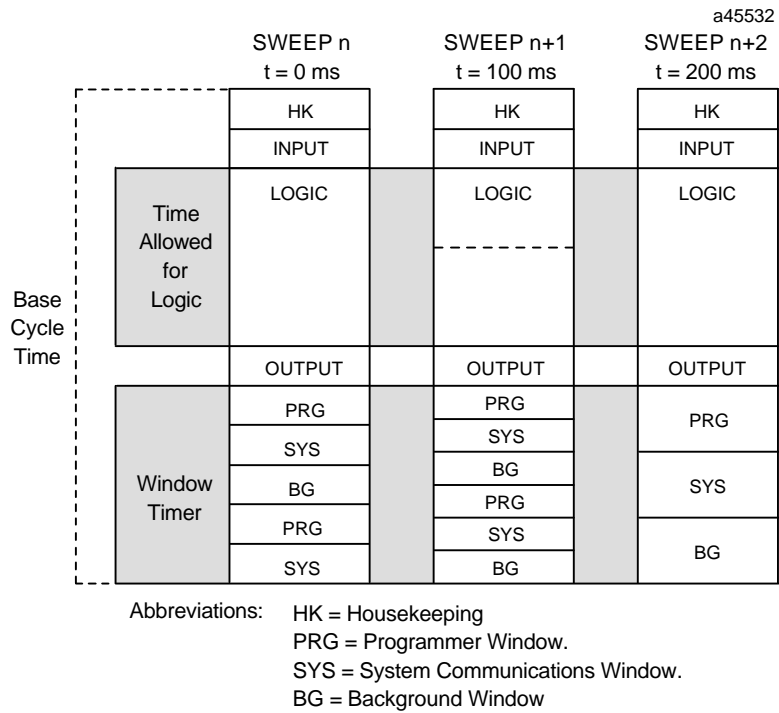 a45532
SWEEP n SWEEP n+1 SWEEP n+2
t = 0 ms t = 100 ms t = 200 ms
HK HK HK
INPUT INPUT INPUT
LOGIC LOGIC LOGIC
Time
Allowed
for
Logic
Base
Cycle
Time
OUTPUT OUTPUT OUTPUT
Window
Timer
PRG
SYS
BG
PRG
SYS
PRG
SYS
BG
PRG
SYS
BG
PRG
SYS
BG
Abbreviations: HK = Housekeeping
PRG = Programmer Window.
SYS = System Communications Window.
BG = Background Window